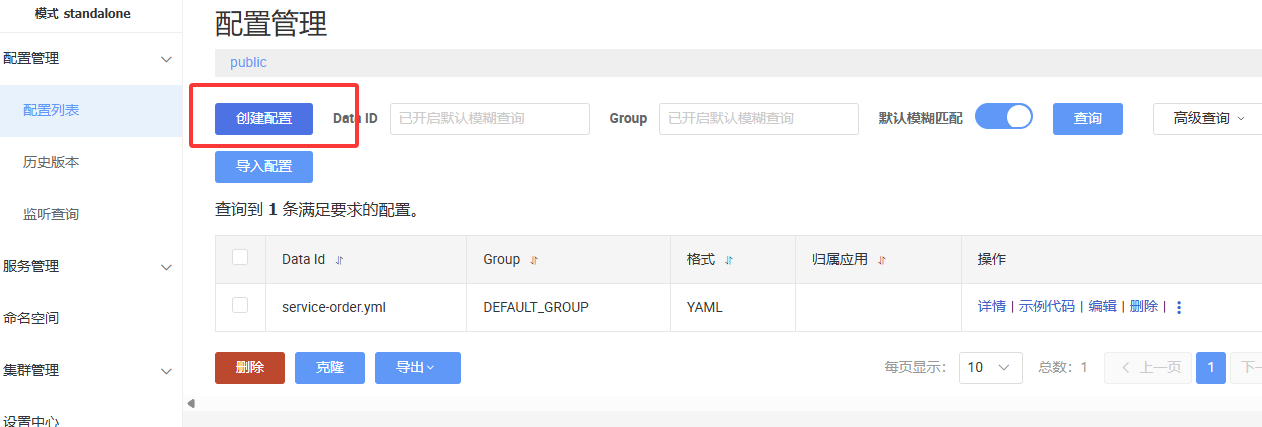 模式 standalone
配置管理
配置列表
历史版本
监听查询
服务管理
命名空间
集群管理
设置中心
配置管理
public
创建配置 Data ID 已开启默认模糊查询 Group 已开启默认模糊查询 默认模糊匹配 查询 高级查询
导入配置
查询到 1 条满足要求的配置。
Data Id Group 格式 归属应用 操作
service-order.yml DEFAULT_GROUP YAML 详情 | 示例代码 | 编辑 | 删除 |
删除 克隆 导出 每页显示： 10 总数：1 上一页 1 下一